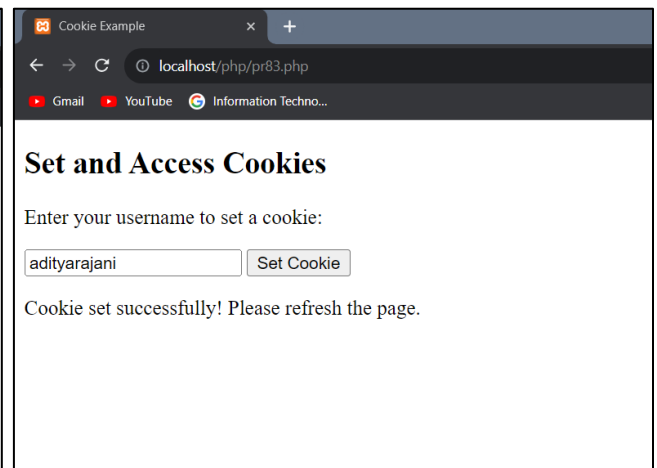 Cookie Example
localhost/php/pr83.php
Gmail YouTube Information Techno...
Set and Access Cookies
Enter your username to set a cookie:
adityarajani Set Cookie
Cookie set successfully! Please refresh the page.